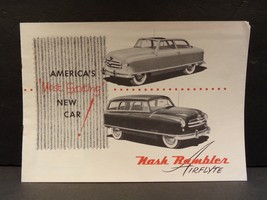 AMERICA'S
Most Exciting
NEW
CAR!
Nash Rambler
AIRFLYTE